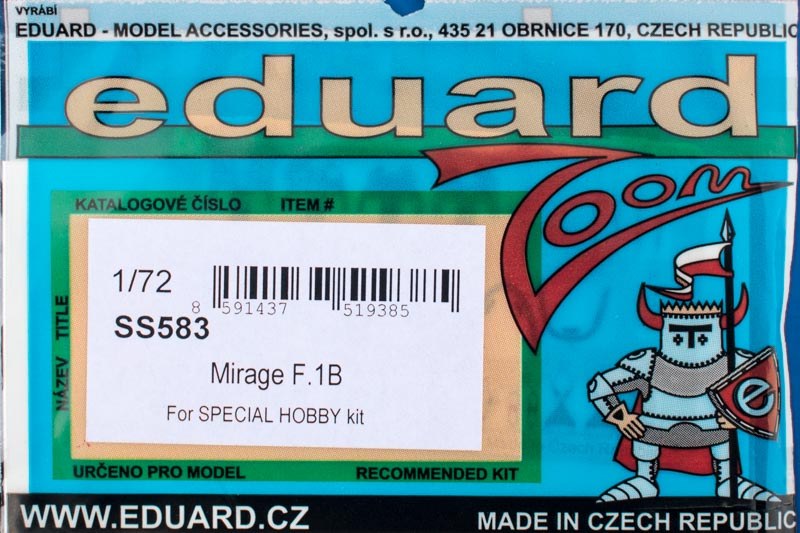 VYRÁBÍ
EDUARD - MODEL ACCESSORIES, spol. s r.o., 435 21 OBRNICE 170, CZECH REPUBLIC
eduard
Zoom
KATALOGOVÉ ČÍSLO ITEM #
1/72
8 591437 519385
SS583
NÁZEV TITLE
Mirage F.1B
For SPECIAL HOBBY kit
e
URČENO PRO MODEL RECOMMENDED KIT
WWW.EDUARD.CZ MADE IN CZECH REPUBLIC